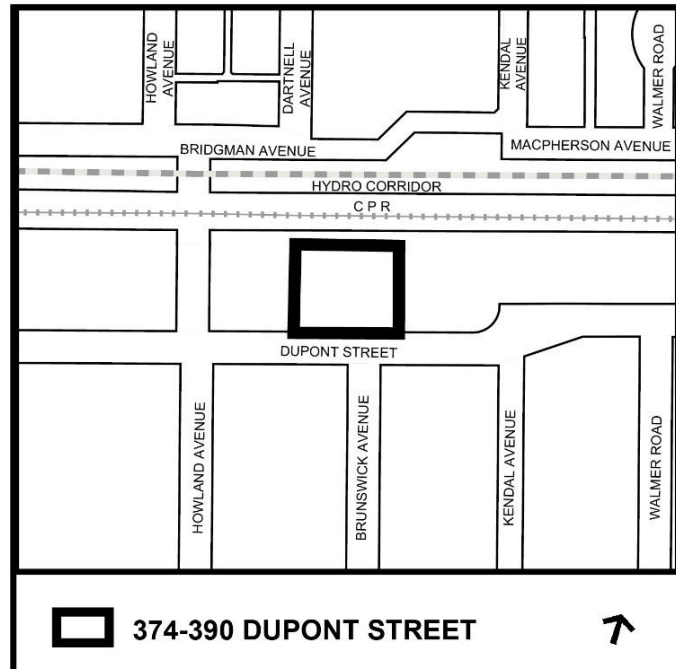 HOWLAND
AVENUE
DARTNELL
AVENUE
KENDAL
AVENUE
WALMER ROAD
BRIDGMAN AVENUE
MACPHERSON AVENUE
HYDRO CORRIDOR
C P R
DUPONT STREET
HOWLAND AVENUE
BRUNSWICK AVENUE
KENDAL AVENUE
WALMER ROAD
374-390 DUPONT STREET